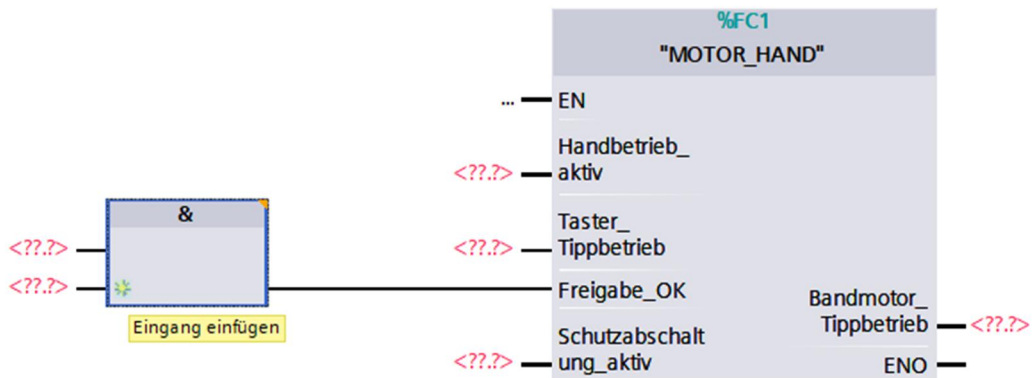 %FC1
"MOTOR_HAND"
... EN
Handbetrieb_
<??.?> aktiv
&
Taster_
<??.?> <??.?> Tippbetrieb
<??.?> Freigabe_OK
Bandmotor_
Eingang einfügen Tippbetrieb <??.?>
Schutzabschalt
<??.?> ung_aktiv ENO